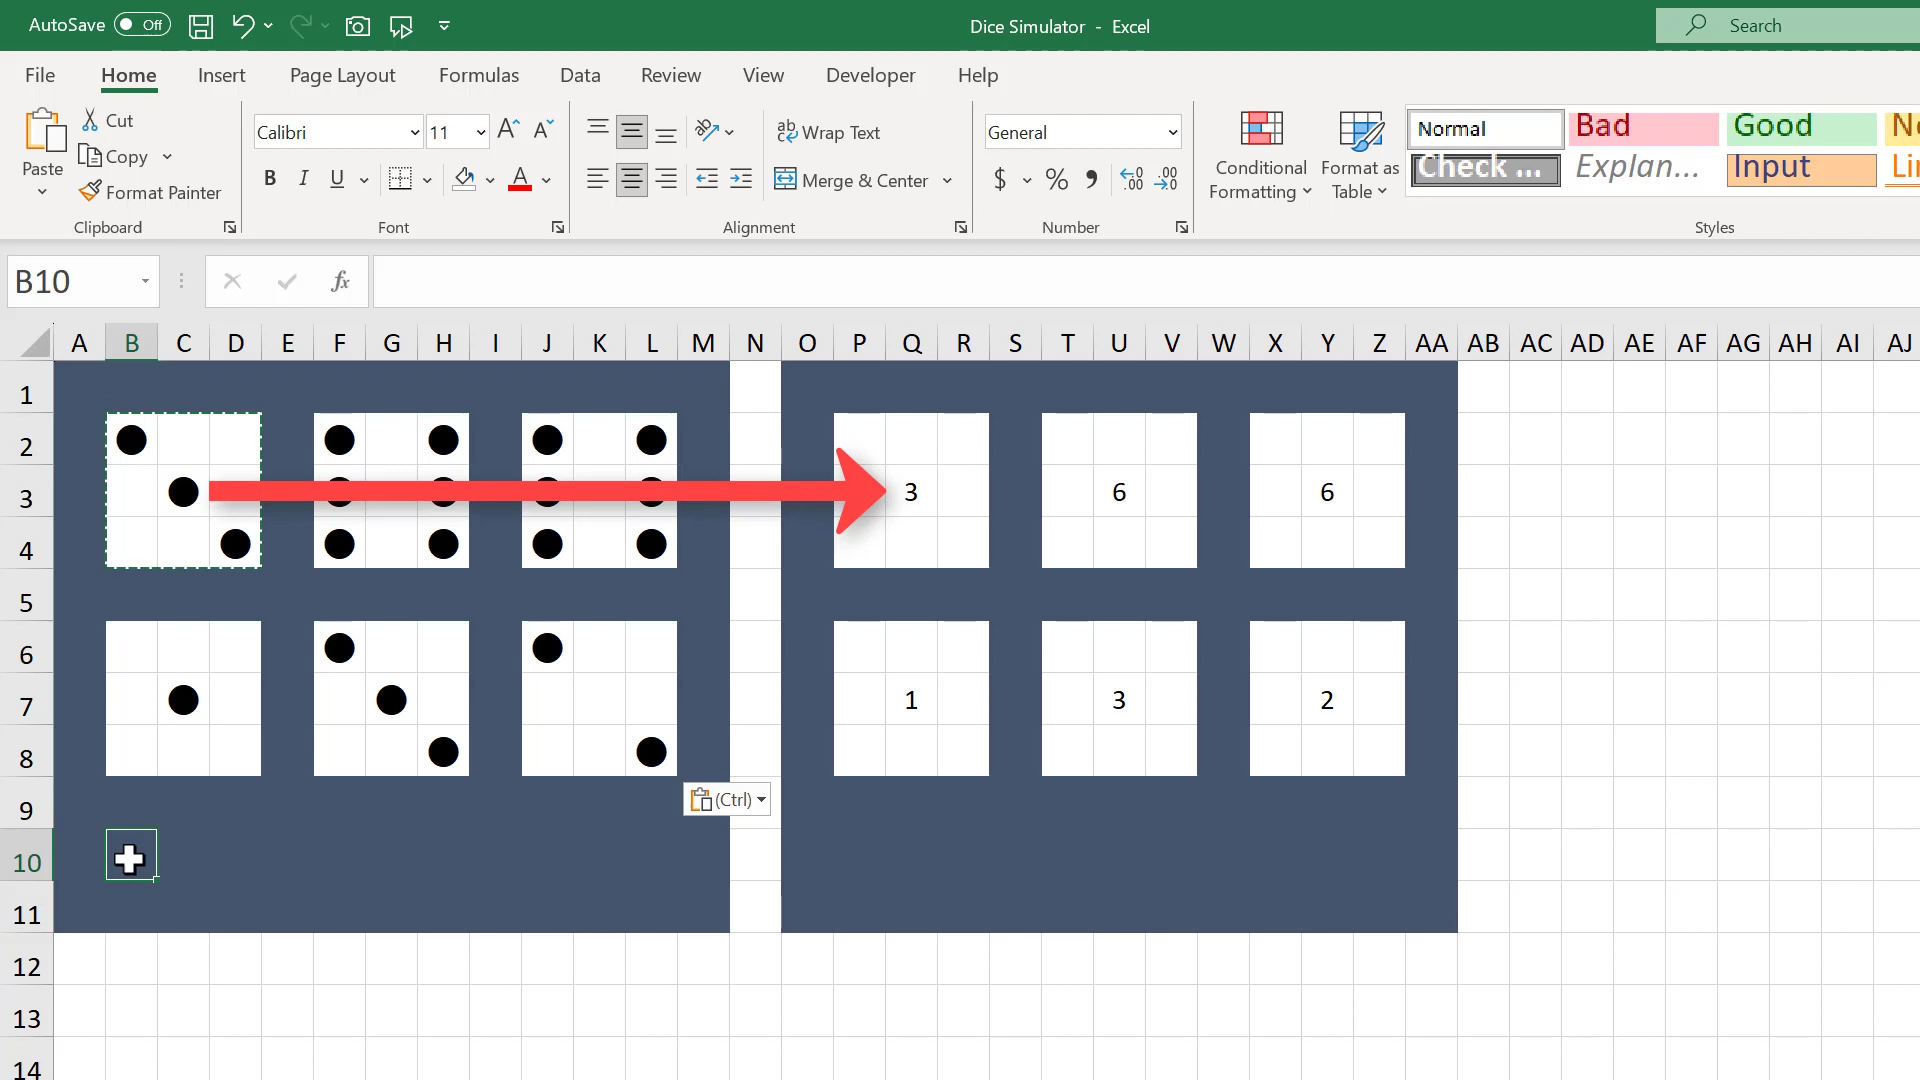 AutoSave Off Dice Simulator - Excel Search
File Home Insert Page Layout Formulas Data Review View Developer Help
Paste Cut Copy Format Painter
Clipboard
Calibri 11
B I U A
Font
ab Wrap Text
Merge & Center
Alignment
General
$ % 9 .00
Number
Conditional Formatting
Format as Table
Normal Bad Good
Check ... Explan... Input
Styles
B10 fx
A B C D E F G H I J K L M N O P Q R S T U V W X Y Z AA AB AC AD AE AF AG AH AI AJ
1
2
3 3 6 6
4
5
6
7 1 3 2
8
(Ctrl)
9
10
11
12
13
14